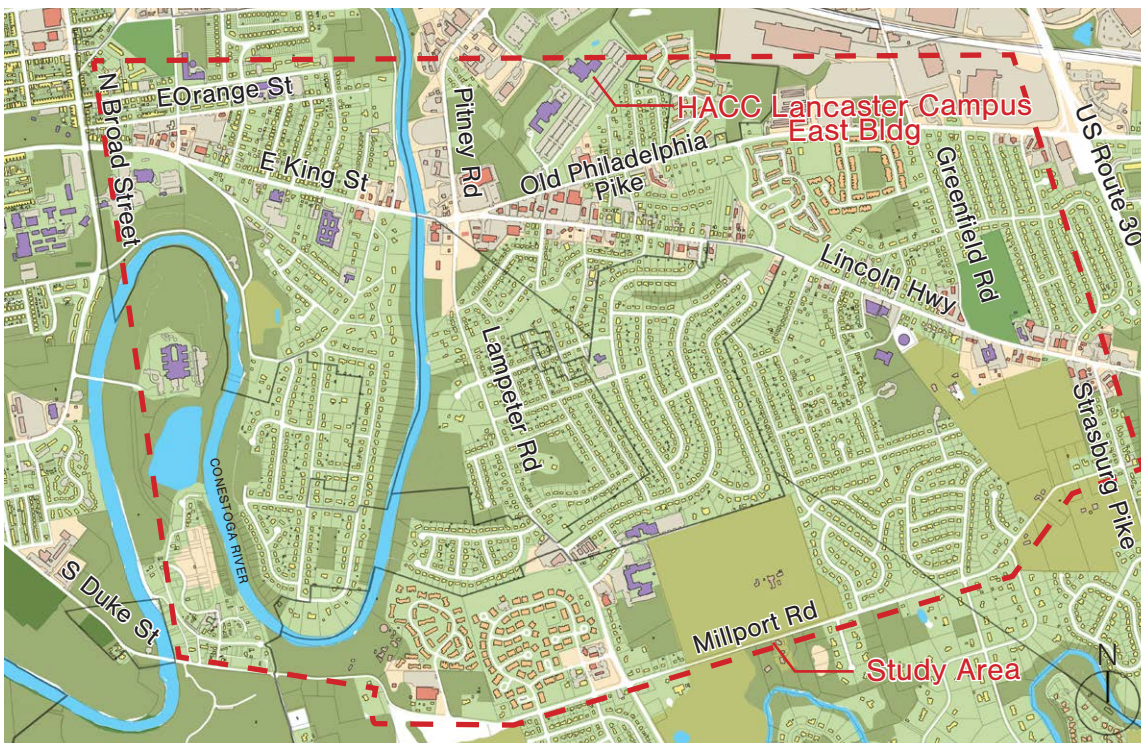 N Broad Street
EOrange St
E King St
Pitney Rd
HACC Lancaster Campus
East Bldg
Old Philadelphia
Pike
US Route 30
Greenfield Rd
Lincoln Hwy
Lampeter Rd
Strasburg Pike
CONESTOGA RIVER
S Duke St
Millport Rd
Study Area
N